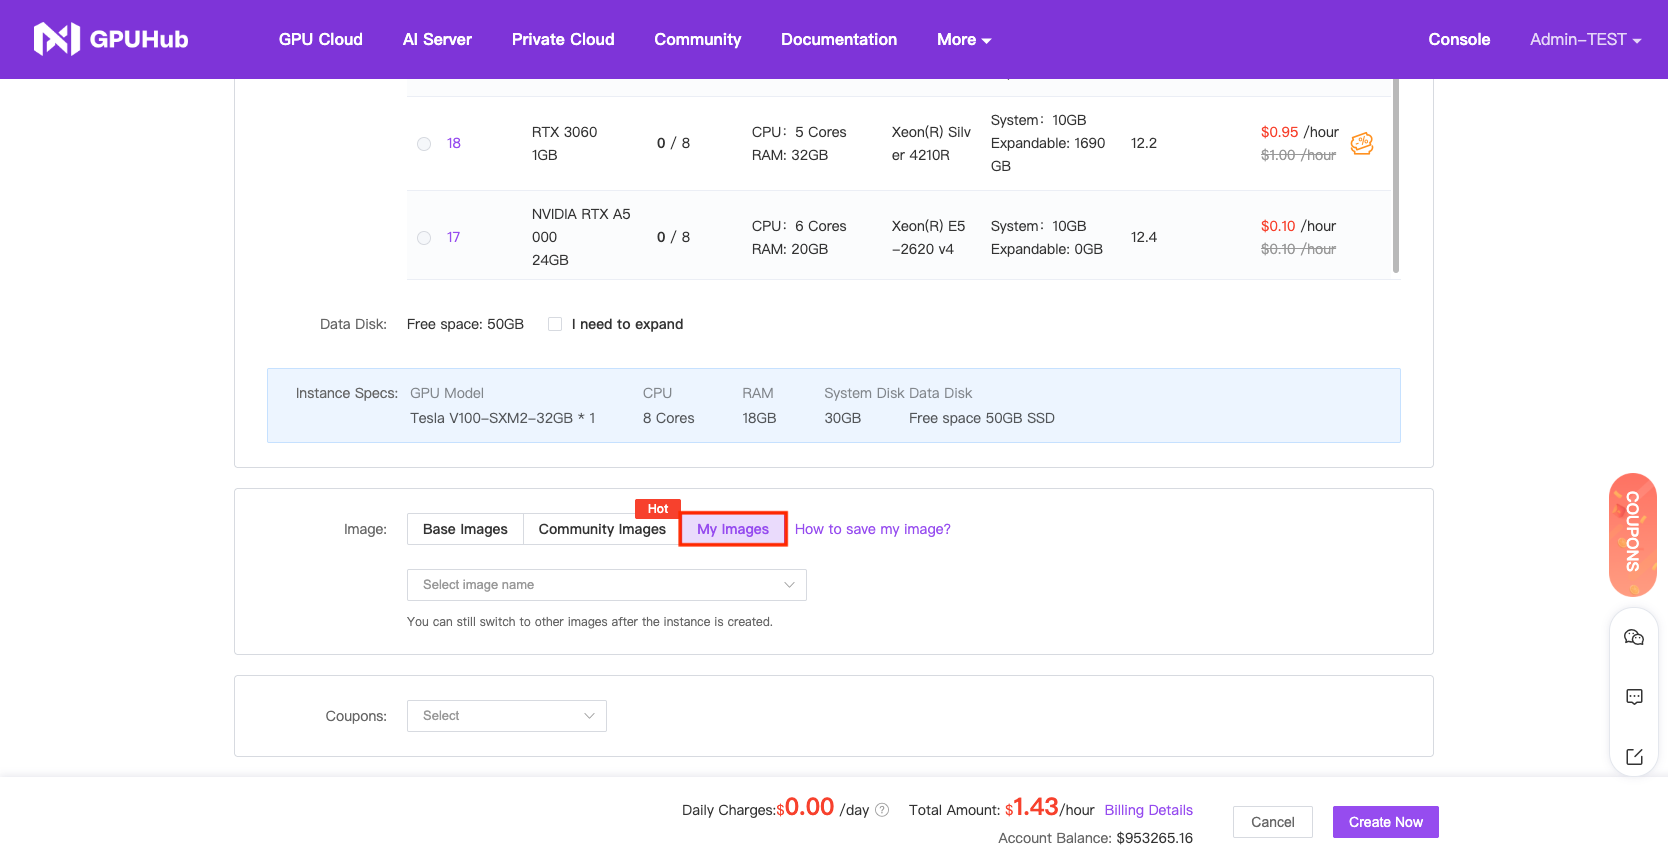 GPUHub
GPU Cloud
AI Server
Private Cloud
Community
Documentation
More
Console
Admin-TEST
18
RTX 3060
1GB
0 / 8
CPU: 5 Cores
RAM: 32GB
Xeon(R) Silv
er 4210R
System: 10GB
Expandable: 1690
GB
12.2
$0.95 /hour
$1.00 /hour
17
NVIDIA RTX A5
000
24GB
0 / 8
CPU: 6 Cores
RAM: 20GB
Xeon(R) E5
-2620 v4
System: 10GB
Expandable: 0GB
12.4
$0.10 /hour
$0.10 /hour
Data Disk: Free space: 50GB I need to expand
Instance Specs: GPU Model CPU RAM System Disk Data Disk
Tesla V100-SXM2-32GB * 1 8 Cores 18GB 30GB Free space 50GB SSD
Hot
Image: Base Images Community Images My Images How to save my image?
Select image name
You can still switch to other images after the instance is created.
COUPONS
Coupons: Select
Daily Charges:$0.00 /day ? Total Amount: $1.43/hour Billing Details
Account Balance: $953265.16
Cancel
Create Now